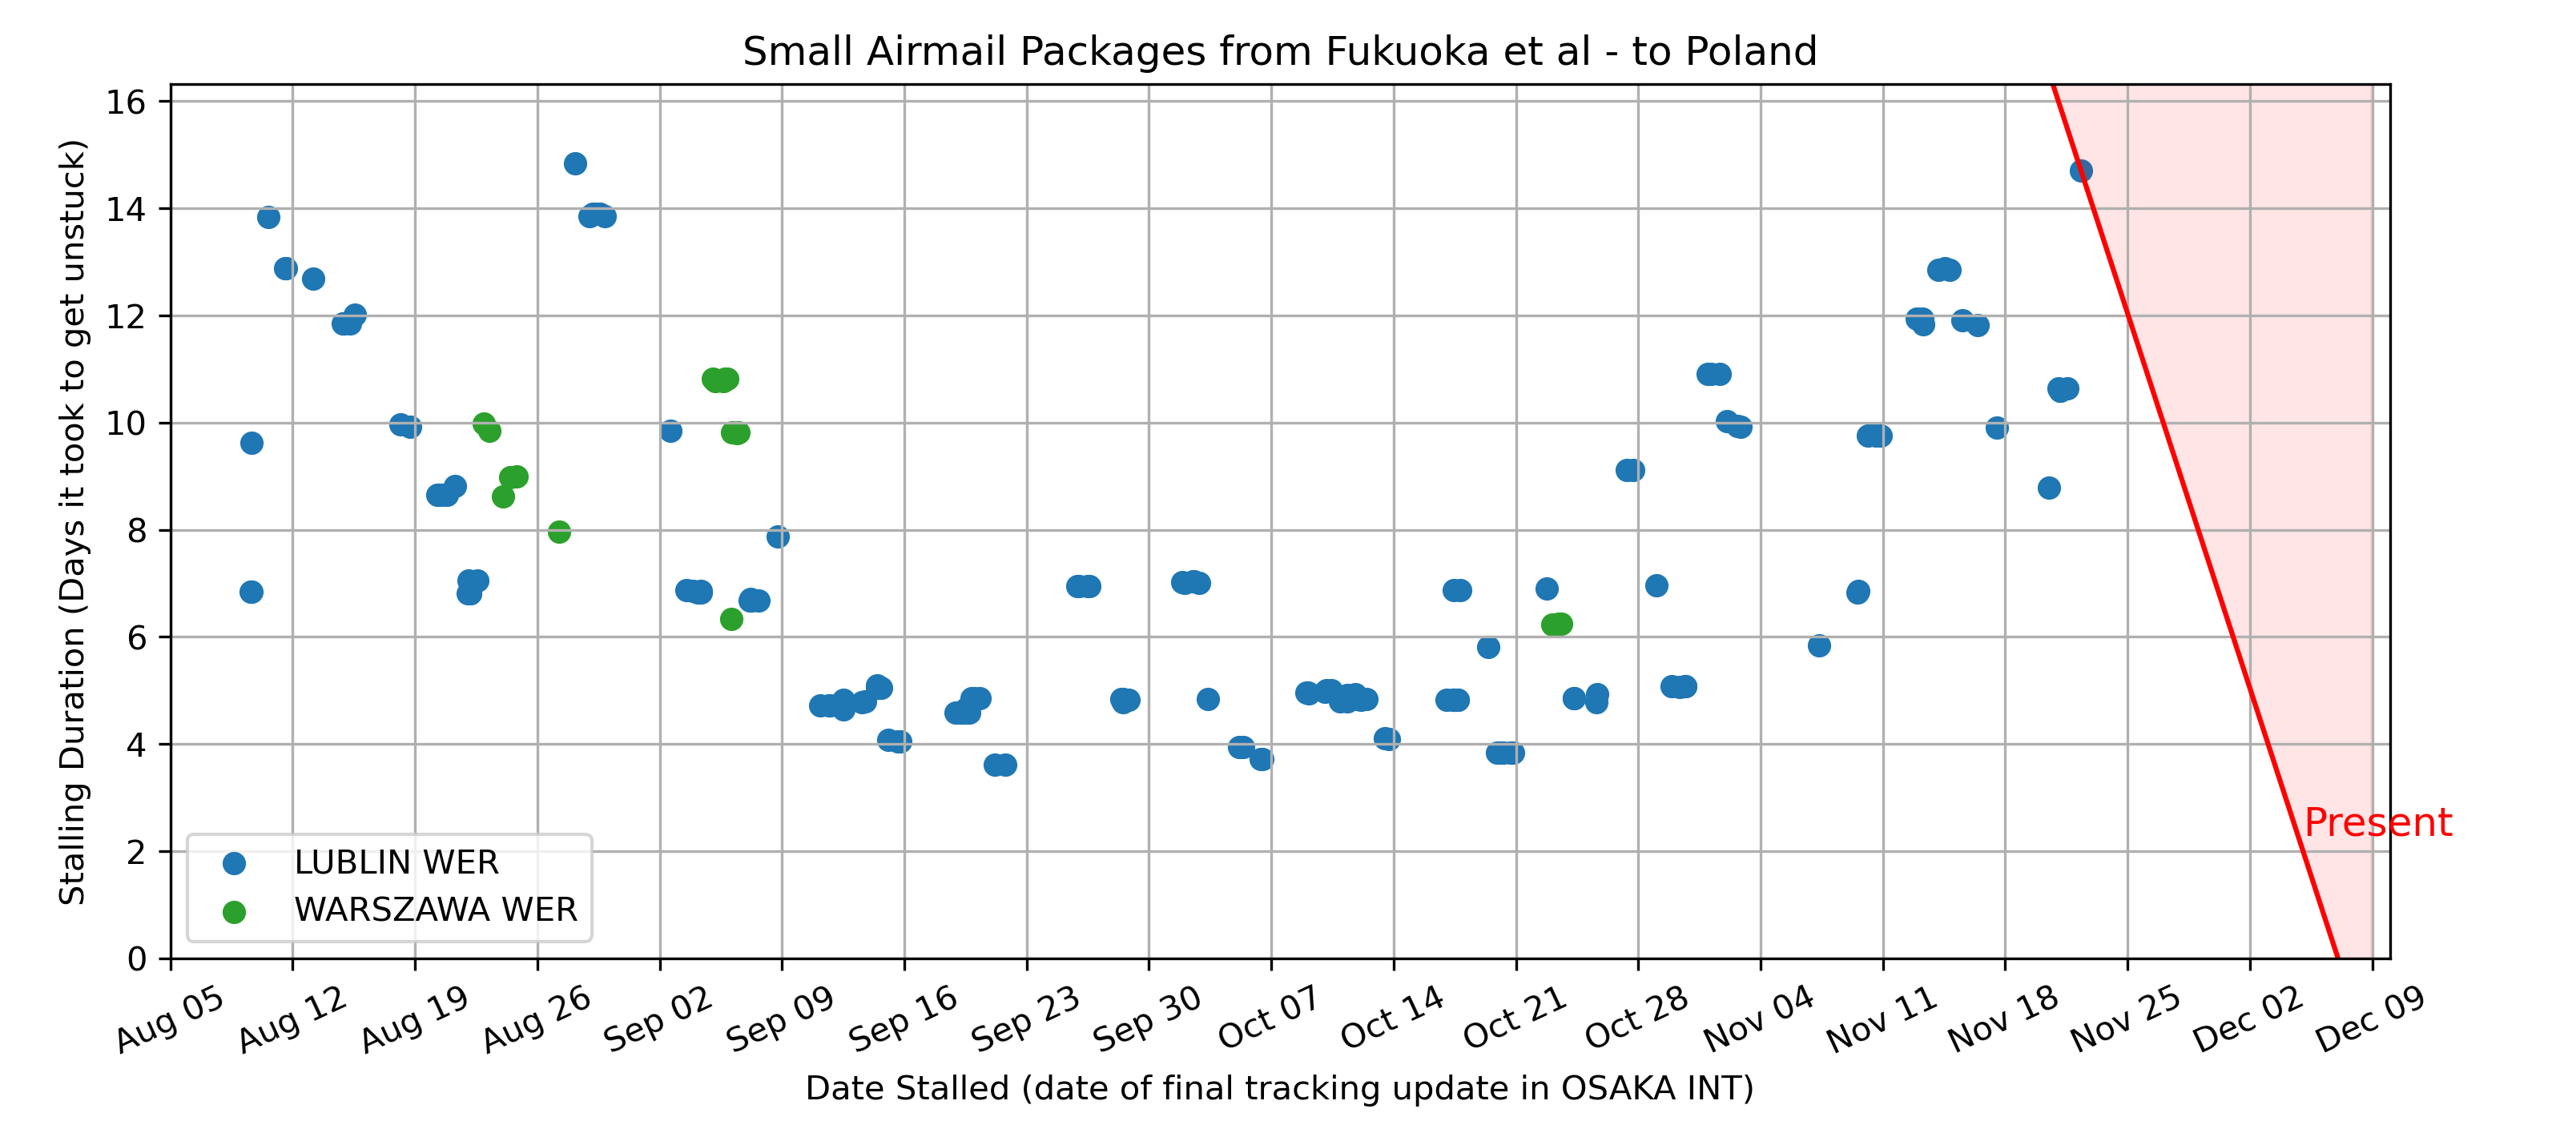 Small Airmail Packages from Fukuoka et al - to Poland
Stalling Duration (Days it took to get unstuck)
16
14
12
10
8
6
4
2
0
Present
LUBLIN WER
WARSZAWA WER
Aug 05 Aug 12 Aug 19 Aug 26 Sep 02 Sep 09 Sep 16 Sep 23 Sep 30 Oct 07 Oct 14 Oct 21 Oct 28 Nov 04 Nov 11 Nov 18 Nov 25 Dec 02 Dec 09
Date Stalled (date of final tracking update in OSAKA INT)